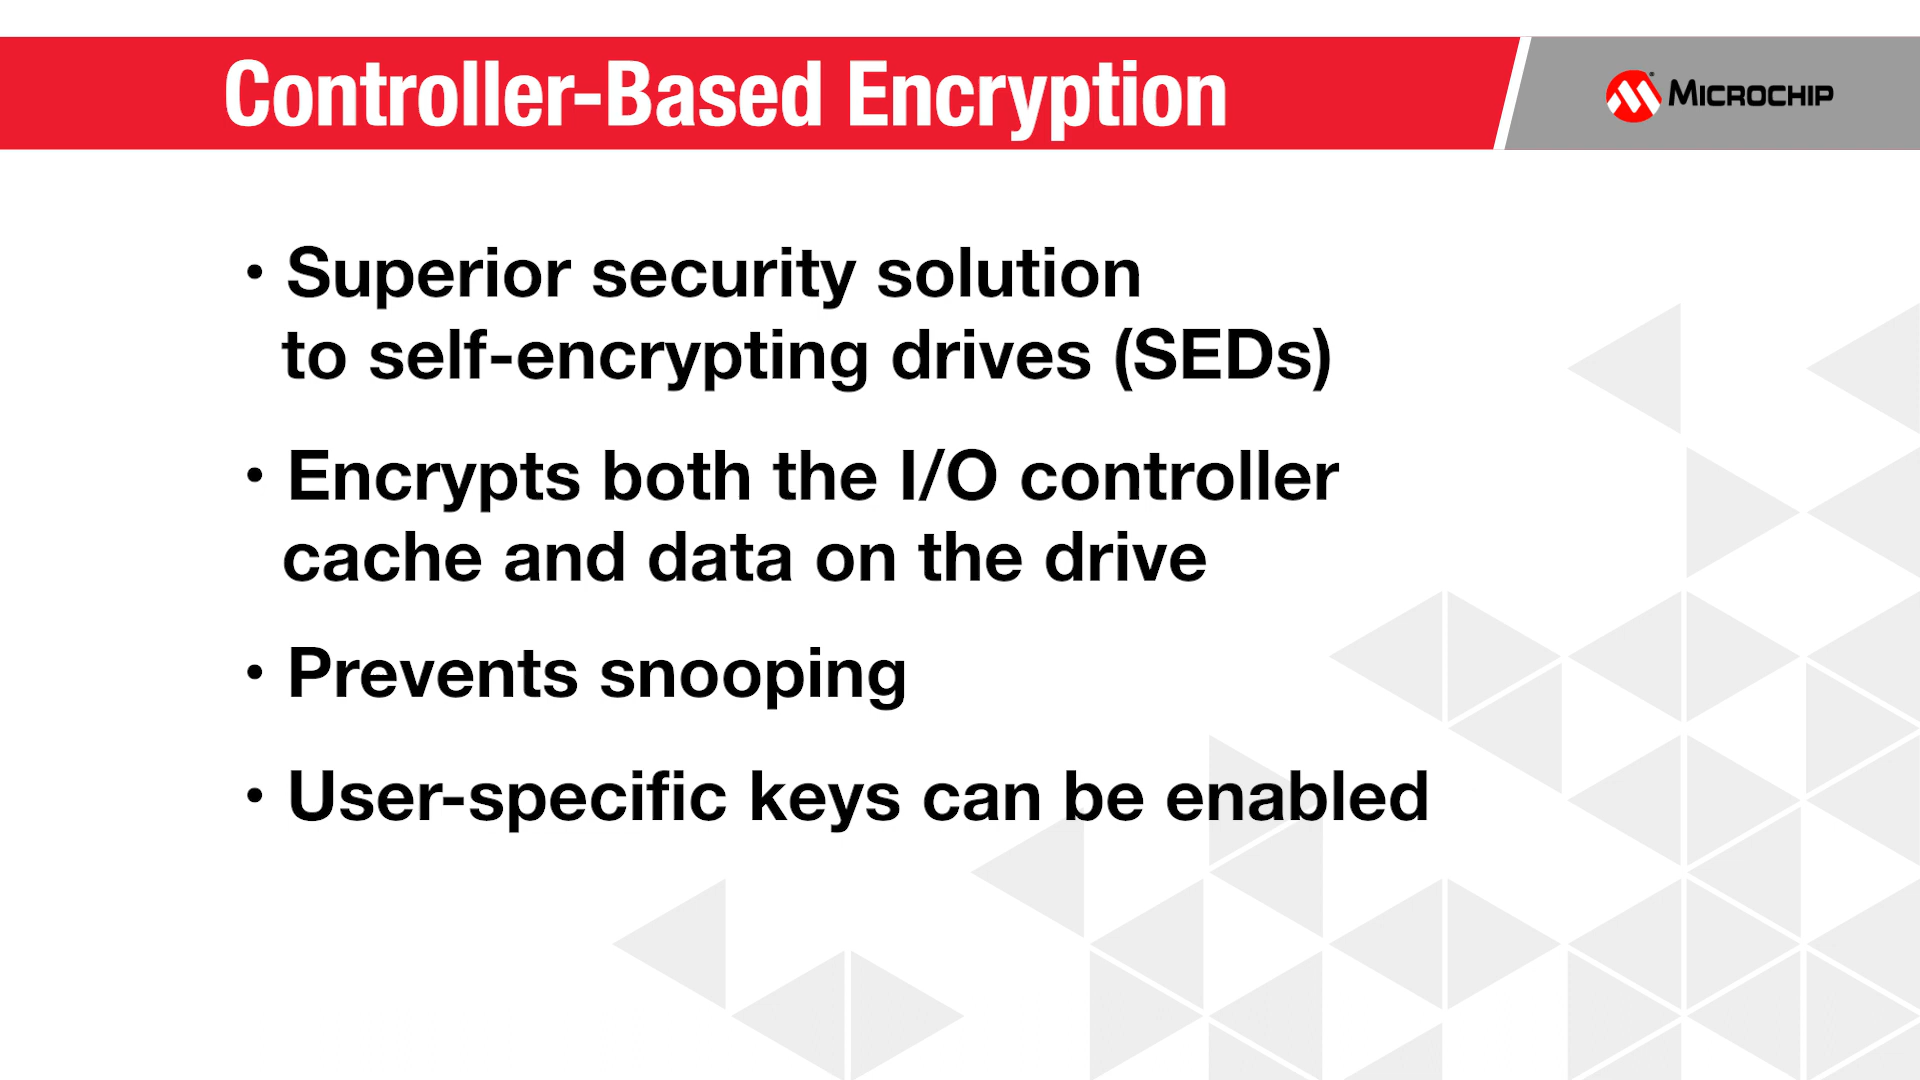 Controller-Based Encryption
MICROCHIP
• Superior security solution
to self-encrypting drives (SEDs)
• Encrypts both the I/O controller
cache and data on the drive
• Prevents snooping
• User-specific keys can be enabled